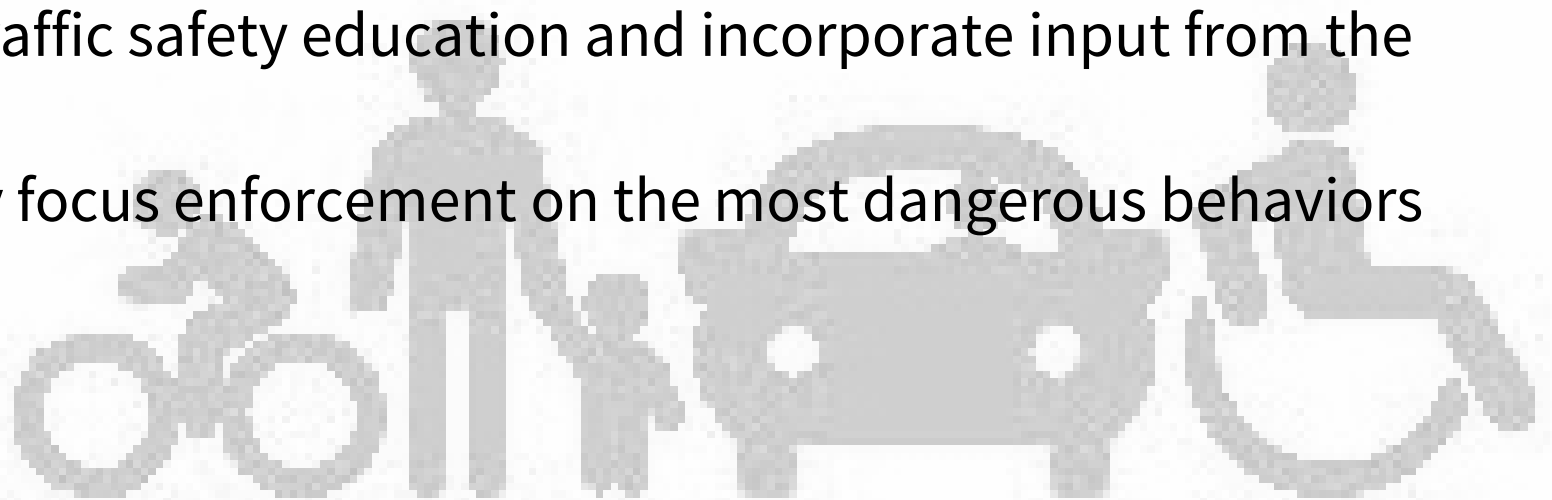 affic safety education and incorporate input from the
focus enforcement on the most dangerous behaviors